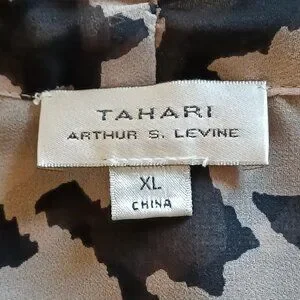 TAHARI
ARTHUR S. LEVINE
XL
CHINA